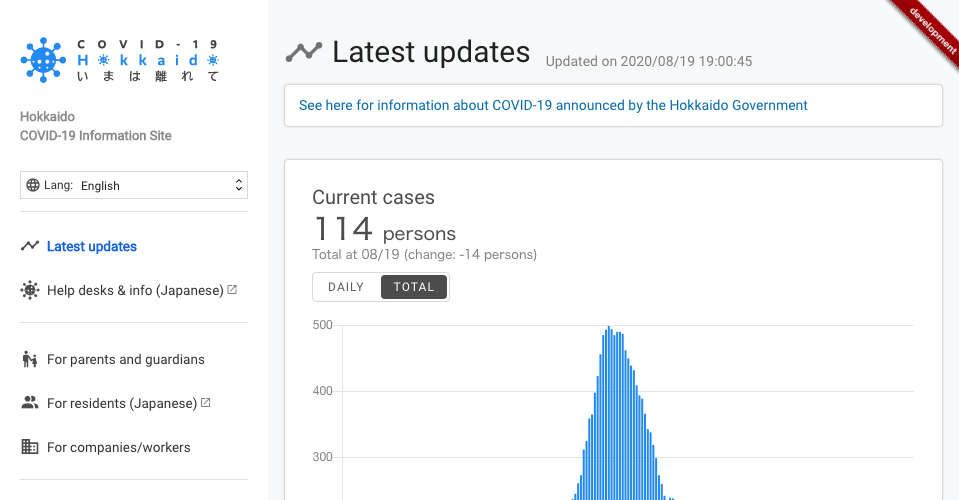 COVID-19
Hokkaido
いまは離れて
Hokkaido
COVID-19 Information Site
Lang: English
Latest updates
Help desks & info (Japanese)
For parents and guardians
For residents (Japanese)
For companies/workers
development
Latest updates
Updated on 2020/08/19 19:00:45
See here for information about COVID-19 announced by the Hokkaido Government
Current cases
114 persons
Total at 08/19 (change: -14 persons)
DAILY TOTAL
500
400
300